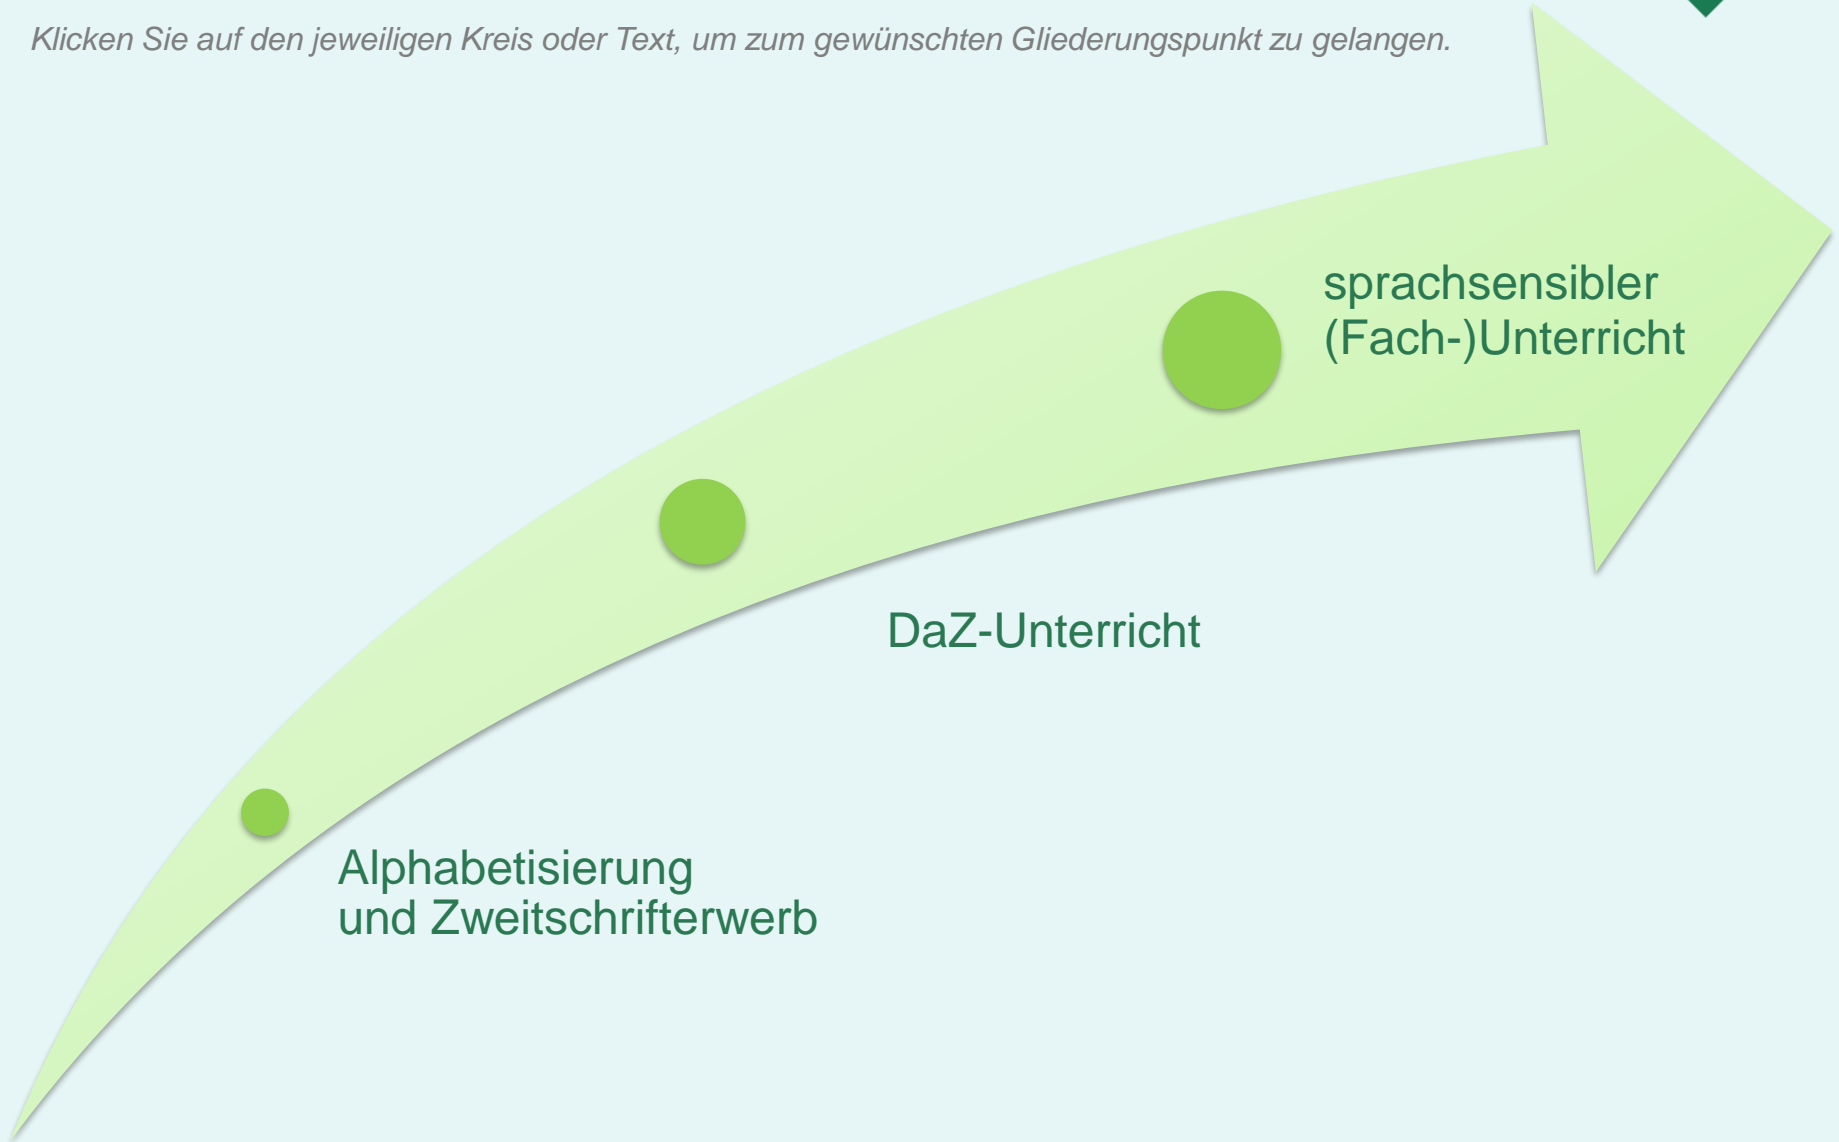 Klicken Sie auf den jeweiligen Kreis oder Text, um zum gewünschten Gliederungspunkt zu gelangen.
sprachsensibler
(Fach-)Unterricht
DaZ-Unterricht
Alphabetisierung
und Zweitschrifterwerb